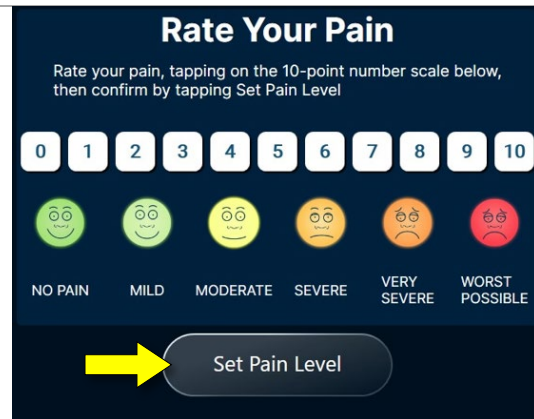 Rate Your Pain
Rate your pain, tapping on the 10-point number scale below,
then confirm by tapping Set Pain Level
0 1 2 3 4 5 6 7 8 9 10
NO PAIN MILD MODERATE SEVERE VERY SEVERE WORST POSSIBLE
Set Pain Level